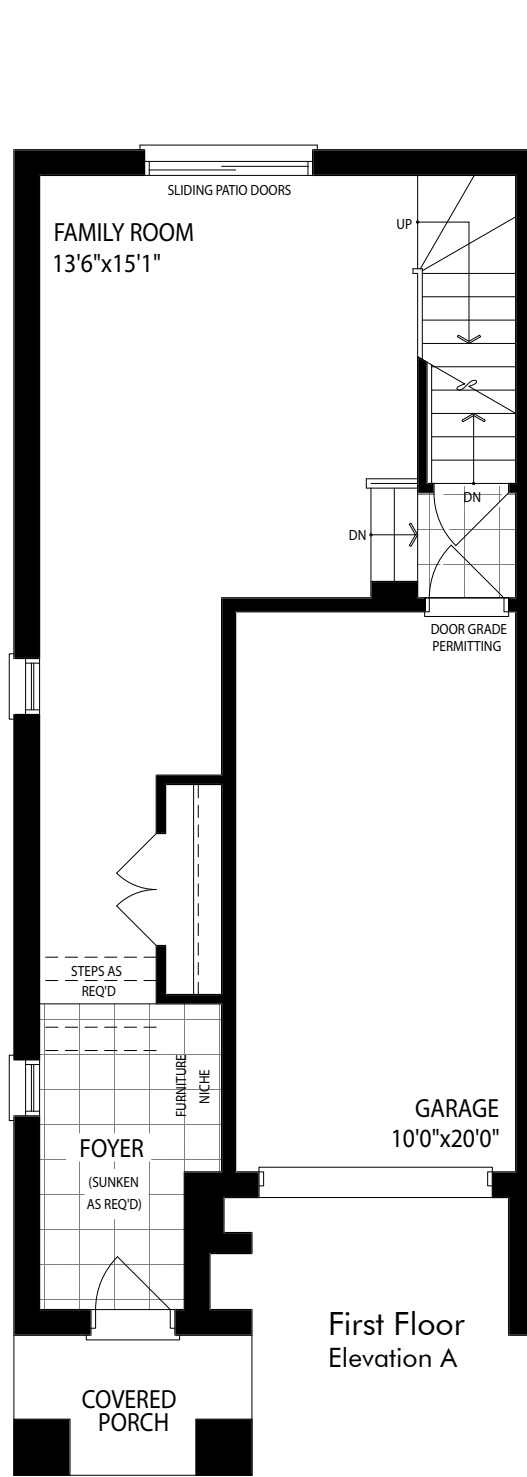 SLIDING PATIO DOORS
FAMILY ROOM
13'6"x15'1"
UP
DN
DN
DOOR GRADE
PERMITTING
STEPS AS
REQ'D
FURNITURE
NICHE
GARAGE
10'0"x20'0"
FOYER
(SUNKEN
AS REQ'D)
First Floor
Elevation A
COVERED
PORCH